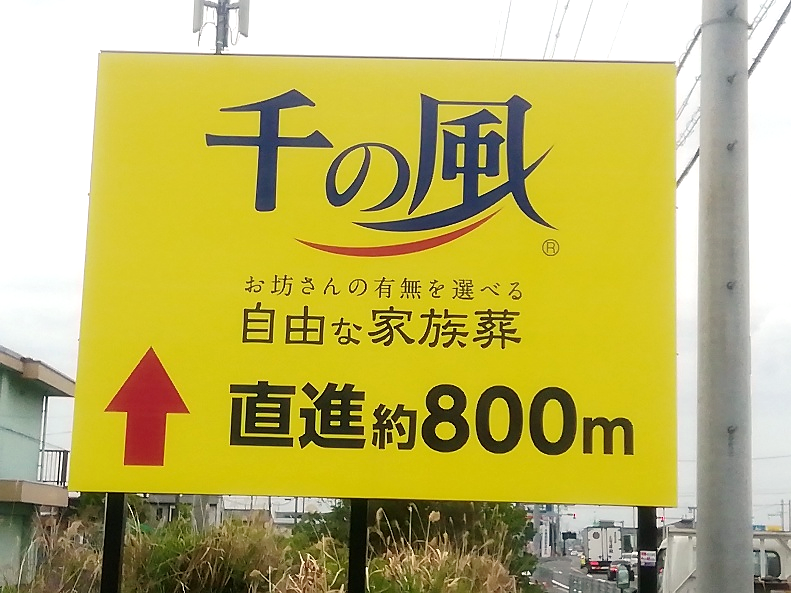 千の風
®
お坊さんの有無を選べる
自由な家族葬
直進約800m